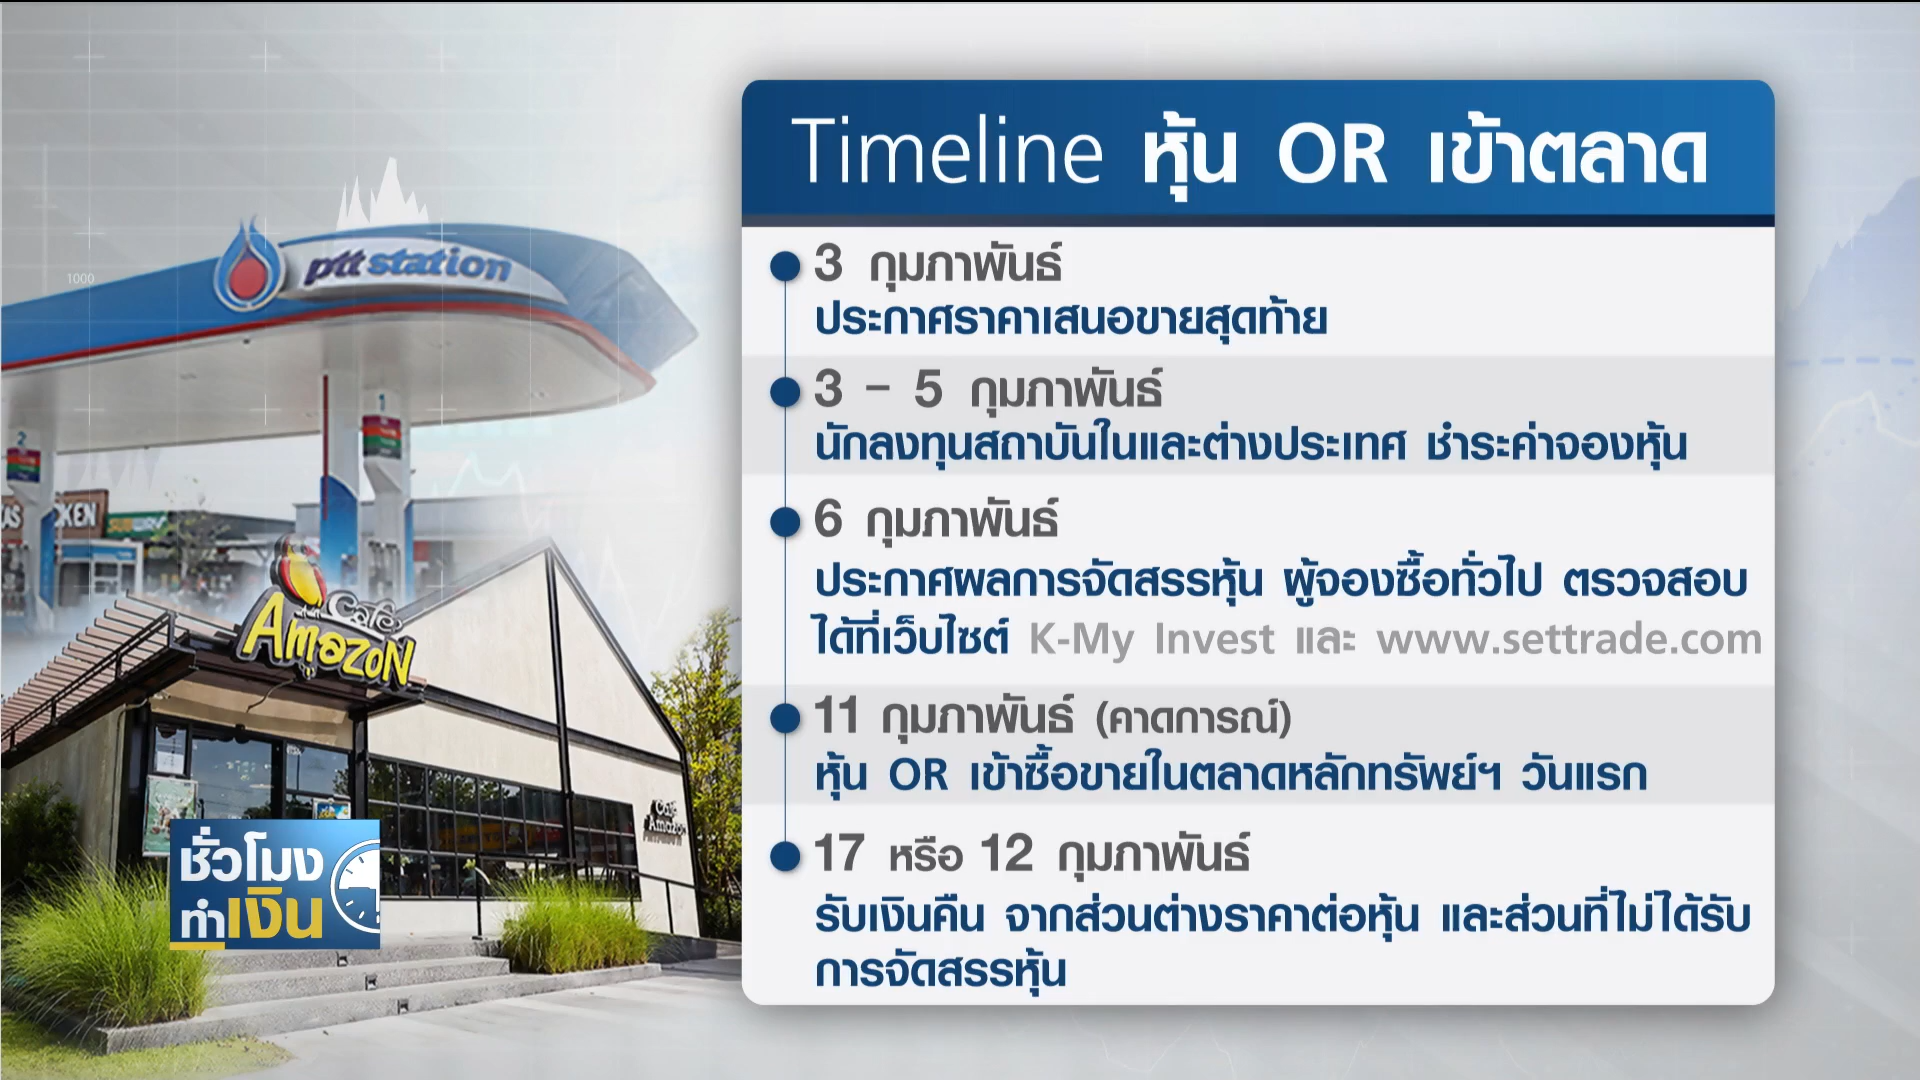 Timeline หุ้น OR เข้าตลาด
3 กุมภาพันธ์
ประกาศราคาเสนอขายสุดท้าย
3 - 5 กุมภาพันธ์
นักลงทุนสถาบันในและต่างประเทศ ชำระค่าจองหุ้น
6 กุมภาพันธ์
ประกาศผลการจัดสรรหุ้น ผู้จองซื้อทั่วไป ตรวจสอบ
ได้ที่เว็บไซต์ K-My Invest และ www.settrade.com
11 กุมภาพันธ์ (คาดการณ์)
หุ้น OR เข้าซื้อขายในตลาดหลักทรัพย์ฯ วันแรก
17 หรือ 12 กุมภาพันธ์
รับเงินคืน จากส่วนต่างราคาต่อหุ้น และส่วนที่ไม่ได้รับ
การจัดสรรหุ้น
1000
ptt station
1
2
KEN
SUBWAY
Café
Amazon
Café
Amazon
ชั่วโมง
ทำเงิน